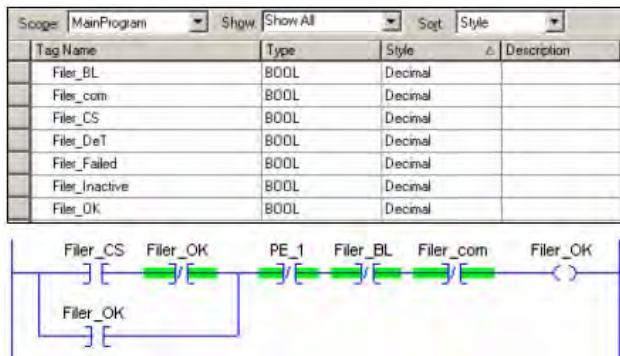 Scope: MainProgram Show: Show All Sort: Style
Tag Name Type Style Description
Filer_BL BOOL Decimal
Filer_com BOOL Decimal
Filer_CS BOOL Decimal
Filer_DeT BOOL Decimal
Filer_Failed BOOL Decimal
Filer_Inactive BOOL Decimal
Filer_OK BOOL Decimal
Filer_CS Filer_OK PE_1 Filer_BL Filer_com Filer_OK
Filer_OK